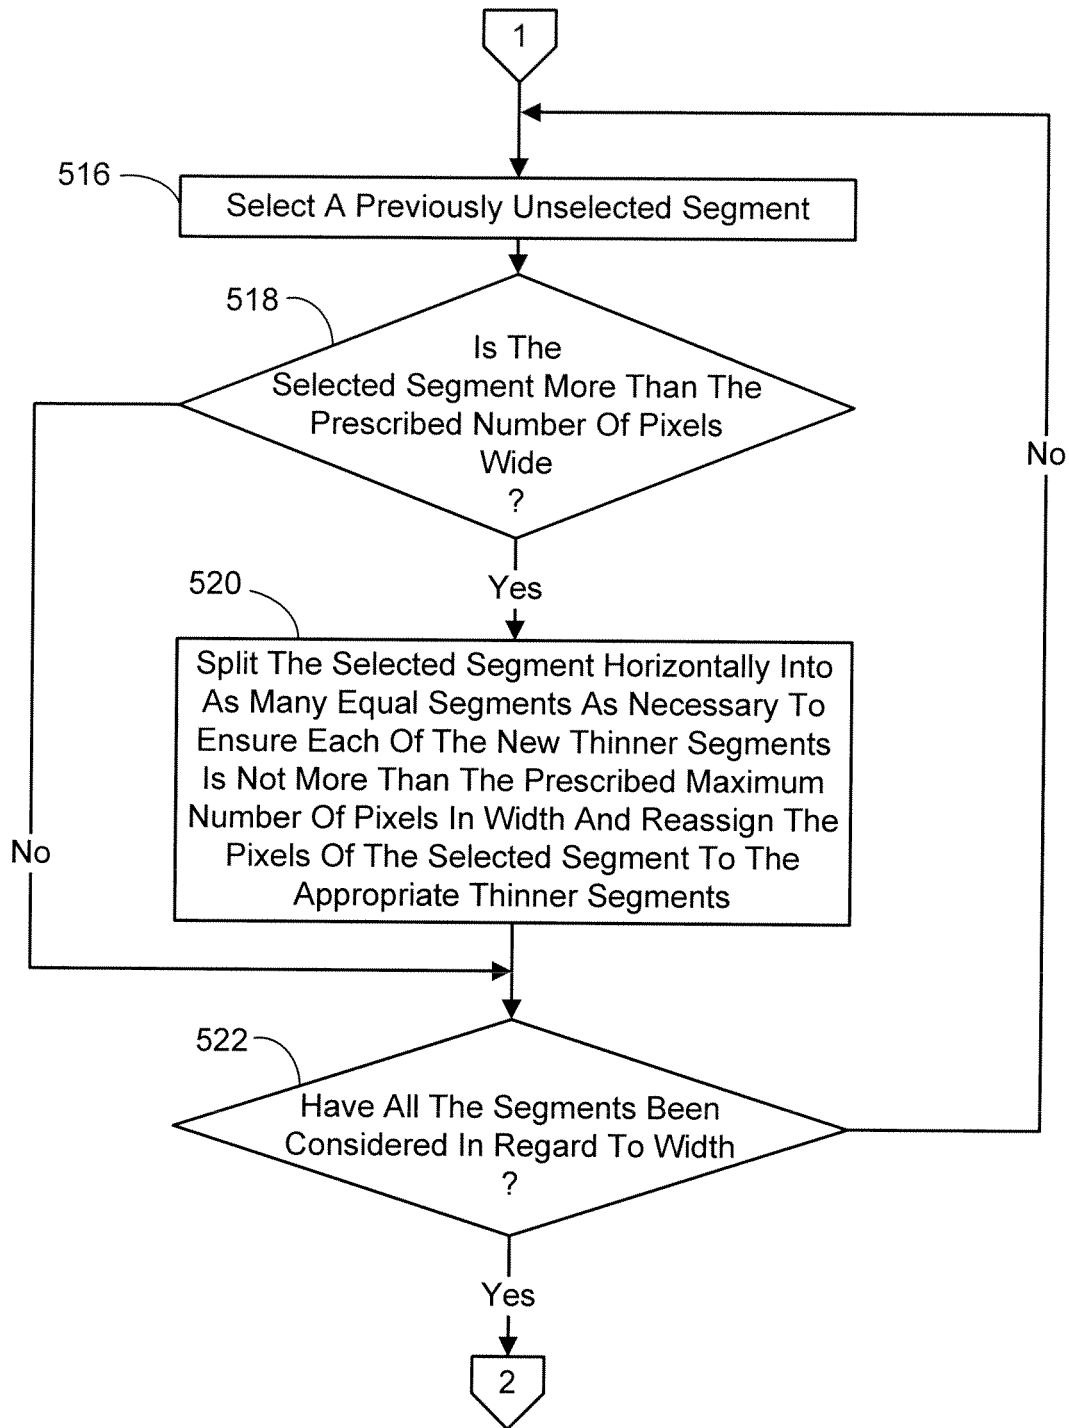 1
516
Select A Previously Unselected Segment
518
Is The
Selected Segment More Than The
Prescribed Number Of Pixels
Wide
?
No
Yes
520
Split The Selected Segment Horizontally Into
As Many Equal Segments As Necessary To
Ensure Each Of The New Thinner Segments
Is Not More Than The Prescribed Maximum
Number Of Pixels In Width And Reassign The
Pixels Of The Selected Segment To The
Appropriate Thinner Segments
No
522
Have All The Segments Been
Considered In Regard To Width
?
Yes
2